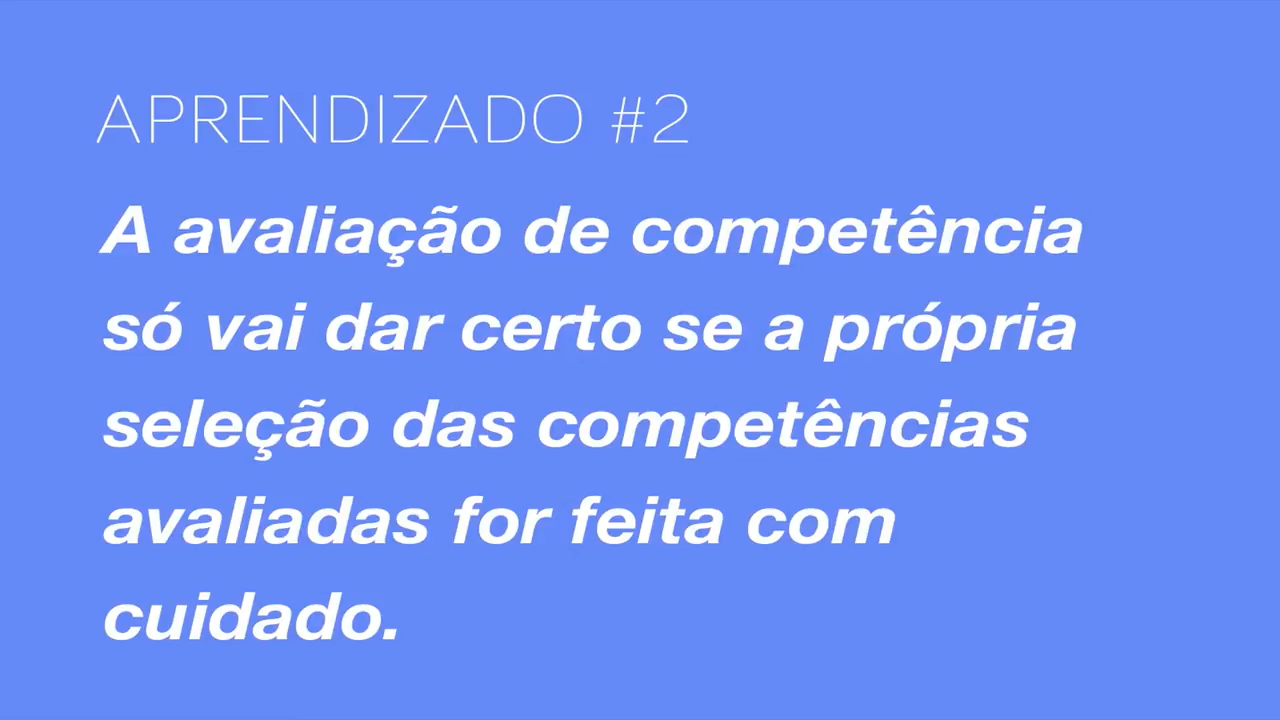 APRENDIZADO #2
A avaliação de competência
só vai dar certo se a própria
seleção das competências
avaliadas for feita com
cuidado.